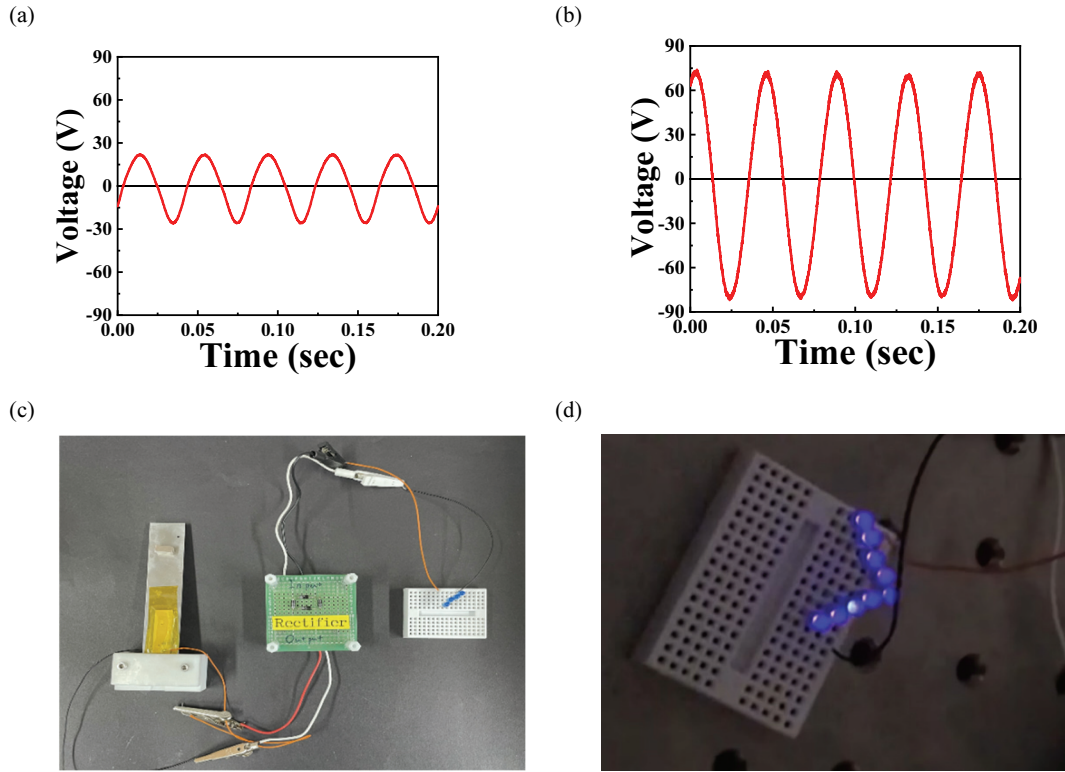 (a)
(b)
90
60
30
0
-30
-60
-90
Voltage (V)
0.00
0.05
0.10
0.15
0.20
Time (sec)
90
60
30
0
-30
-60
-90
Voltage (V)
0.00
0.05
0.10
0.15
0.20
Time (sec)
(c)
(d)
Input
Rectifier
Output